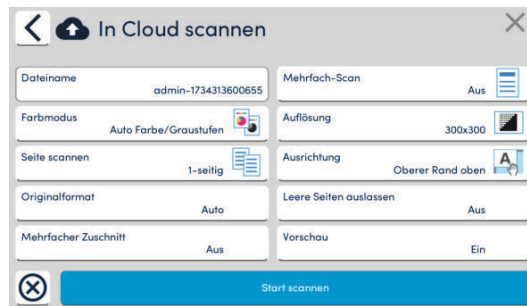 In Cloud scannen
Dateiname
admin-1734313600655
Mehrfach-Scan
Aus
Farbmodus
Auto Farbe/Graustufen
Auflösung
300x300
Seite scannen
1-seitig
Ausrichtung
Oberer Rand oben
A
Originalformat
Auto
Leere Seiten auslassen
Aus
Mehrfacher Zuschnitt
Aus
Vorschau
Ein
Start scannen